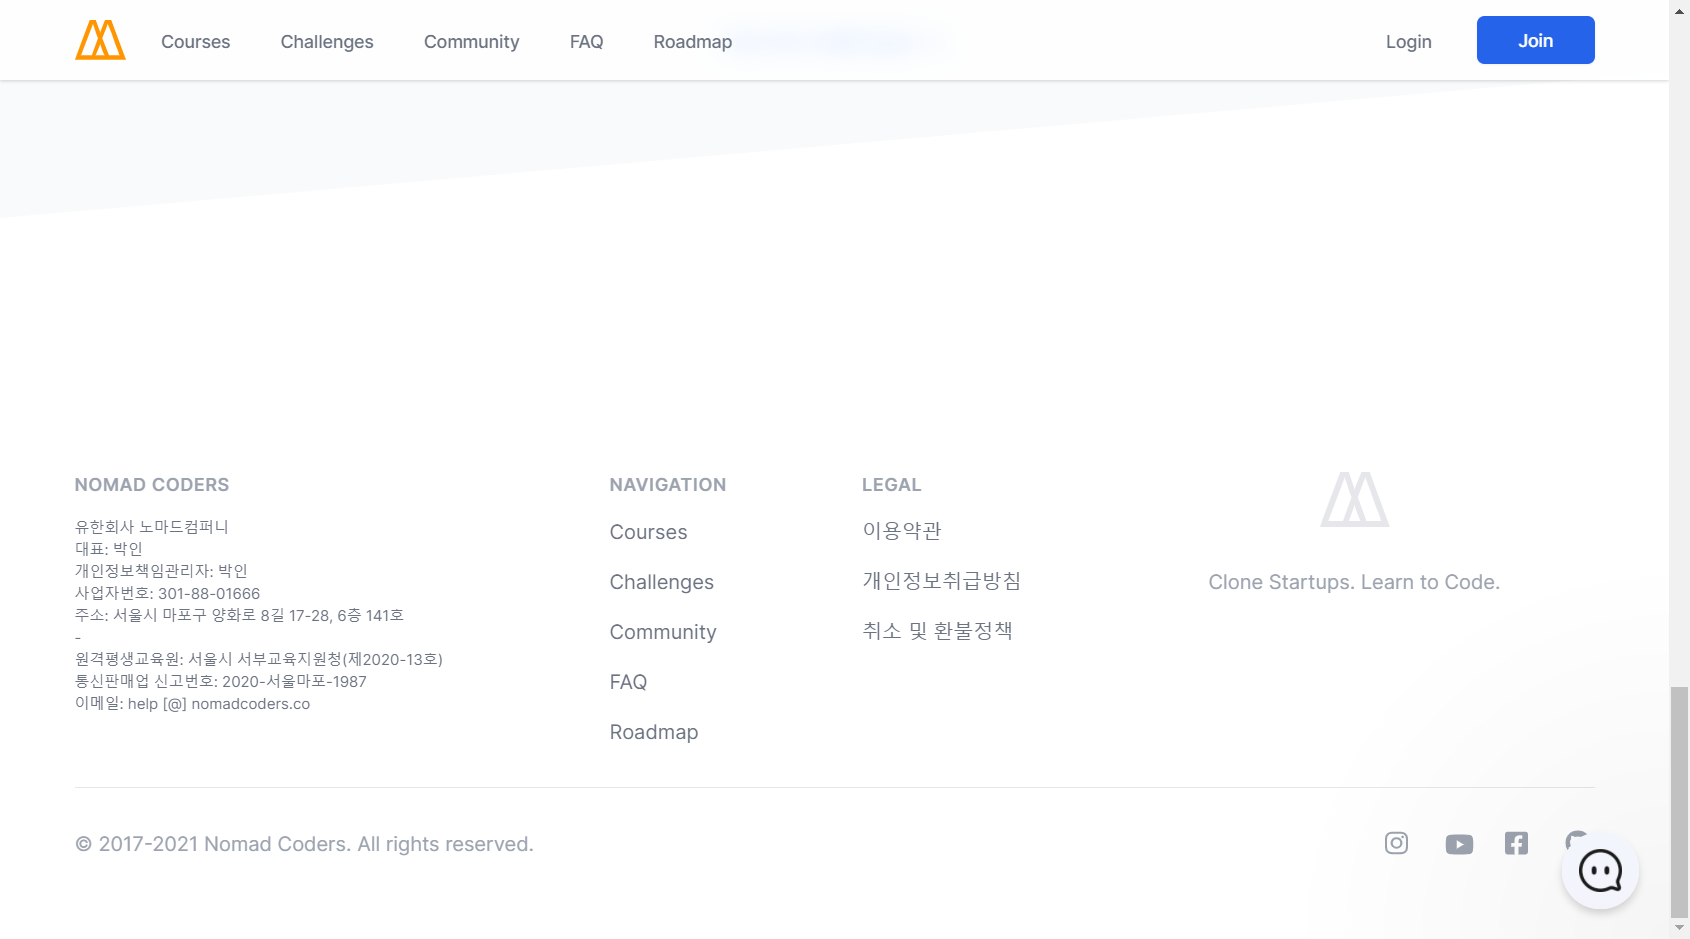 Courses
Challenges
Community
FAQ
Roadmap
Login
Join
NOMAD CODERS
유한회사 노마드컴퍼니
대표: 박인
개인정보책임관리자: 박인
사업자번호: 301-88-01666
주소: 서울시 마포구 양화로 8길 17-28, 6층 141호
-
원격평생교육원: 서울시 서부교육지원청(제2020-13호)
통신판매업 신고번호: 2020-서울마포-1987
이메일: help [@] nomadcoders.co
NAVIGATION
Courses
Challenges
Community
FAQ
Roadmap
LEGAL
이용약관
개인정보취급방침
취소 및 환불정책
Clone Startups. Learn to Code.
© 2017-2021 Nomad Coders. All rights reserved.